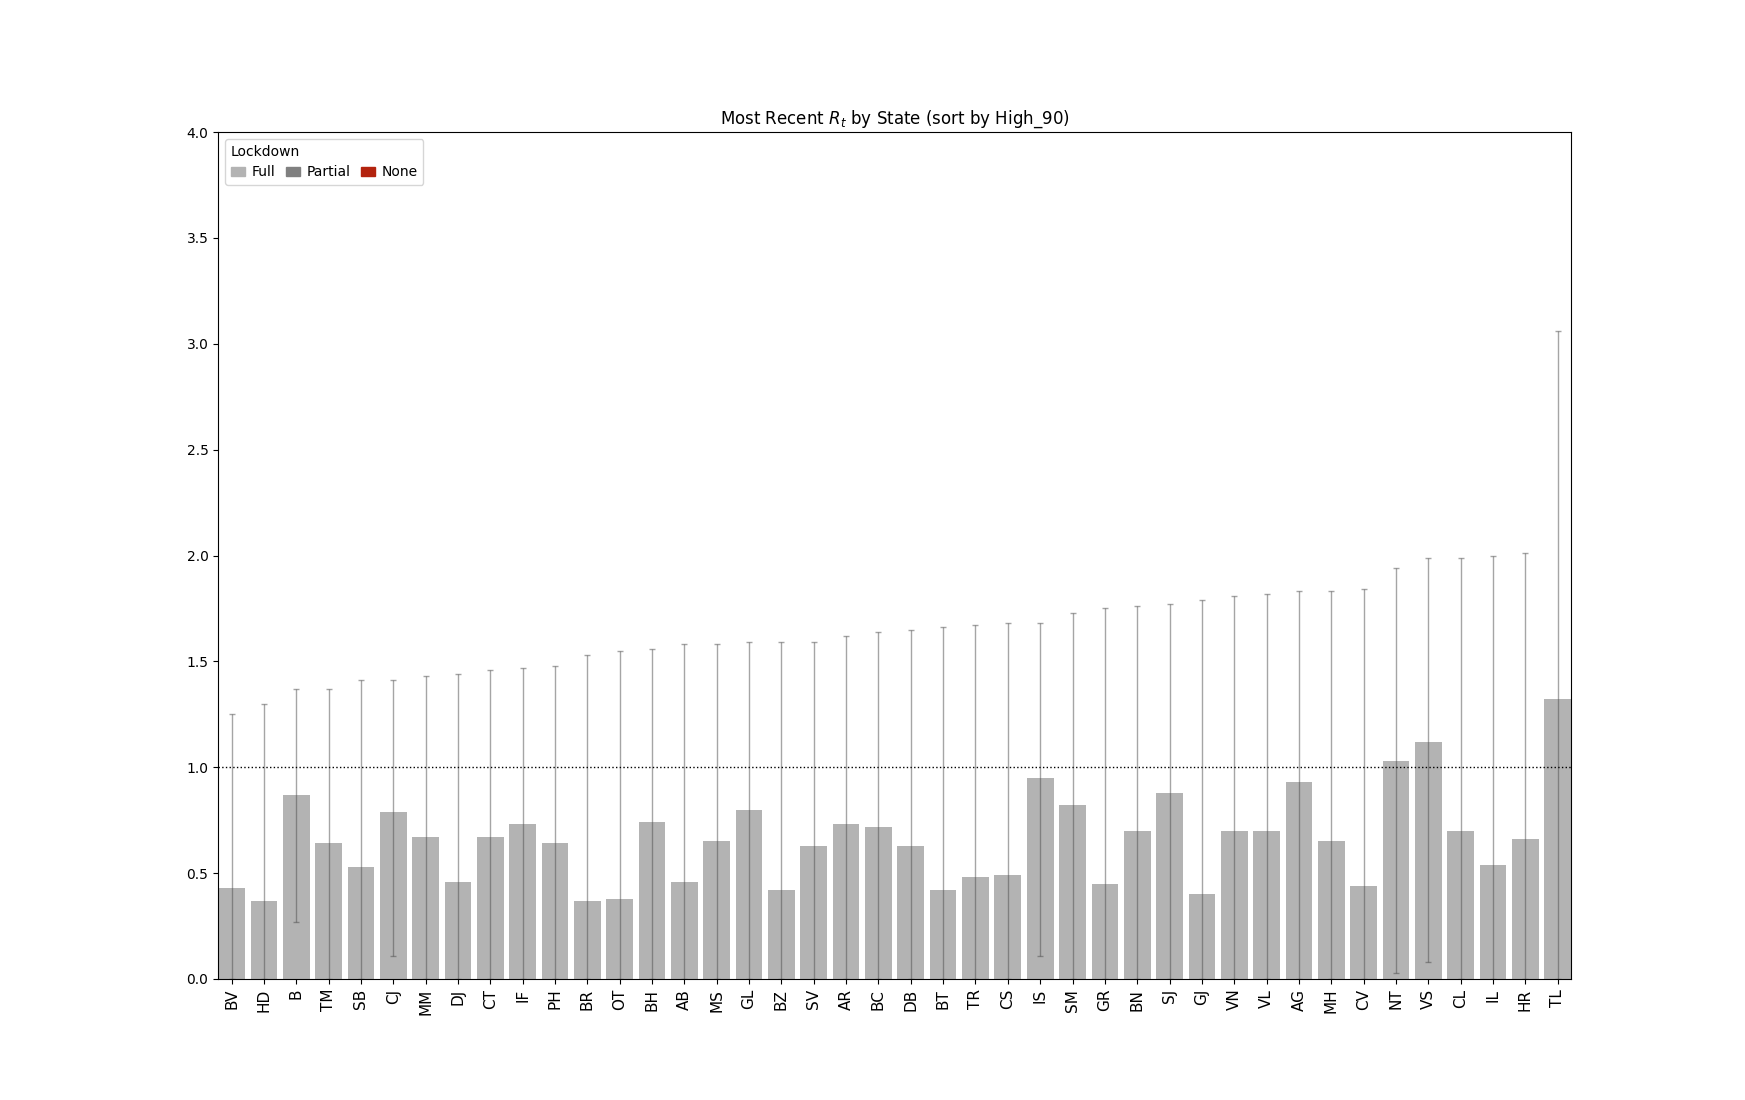 Most Recent Rt by State (sort by High_90)
4.0
Lockdown
Full Partial None
3.5
3.0
2.5
2.0
1.5
1.0
0.5
0.0
BV HD B TM SB CJ MM DJ CT IF PH BR OT BH AB MS GL BZ SV AR BC DB BT TR CS IS SM GR BN SJ GJ VN VL AG MH CV NT VS CL IL HR TL